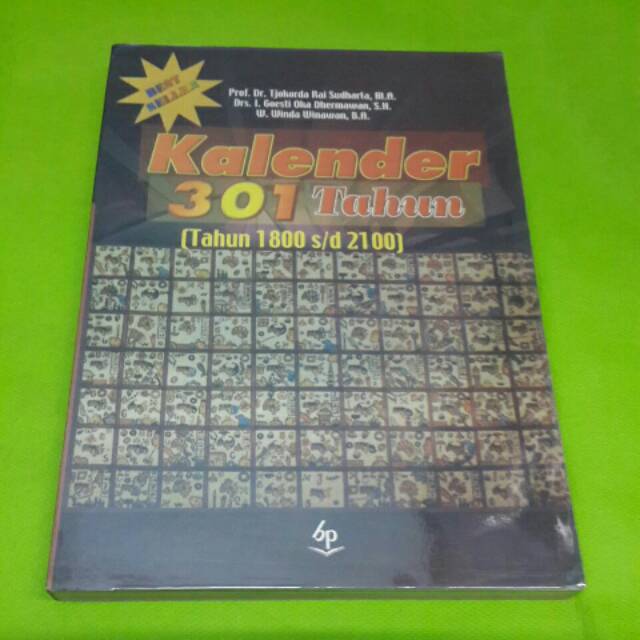 BEST
SELLER
Prof. Dr. Tjokorda Rai Sudharta, M.A.
Drs. I. Goesti Oka Dhermawan, S.H.
W. Winda Winawan, B.A.
Kalender
301 Tahun
(Tahun 1800 s/d 2100)
bp